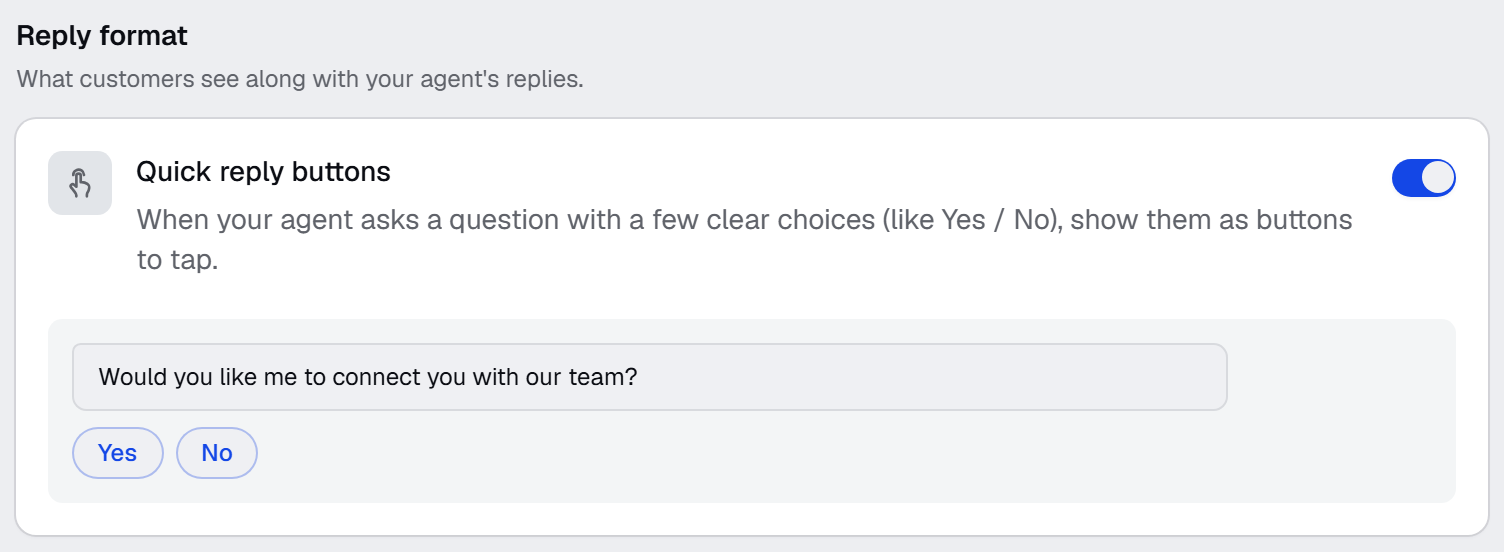 Reply format
What customers see along with your agent's replies.
Quick reply buttons
When your agent asks a question with a few clear choices (like Yes / No), show them as buttons
to tap.
Would you like me to connect you with our team?
Yes
No